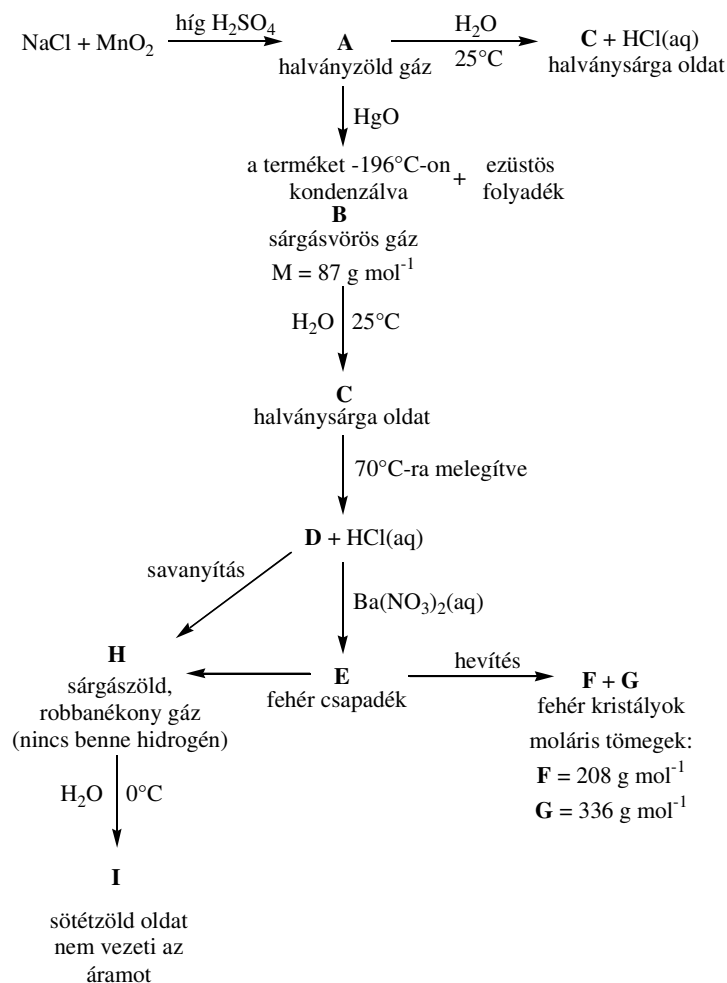 NaCl + MnO2 híg H2SO4 A H2O C + HCl(aq)
halványzöld gáz 25°C halványsárga oldat
HgO
a terméket -196°C-on + ezüstös
kondenzálva folyadék
B
sárgásvörös gáz
M = 87 g mol-1
H2O 25°C
C
halványsárga oldat
70°C-ra melegítve
D + HCl(aq)
savanyítás
Ba(NO3)2(aq)
H
sárgászöld,
robbanékony gáz
(nincs benne hidrogén)
E
fehér csapadék
hevítés
F + G
fehér kristályok
moláris tömegek:
F = 208 g mol-1
G = 336 g mol-1
H2O 0°C
I
sötétzöld oldat
nem vezeti az
áramot